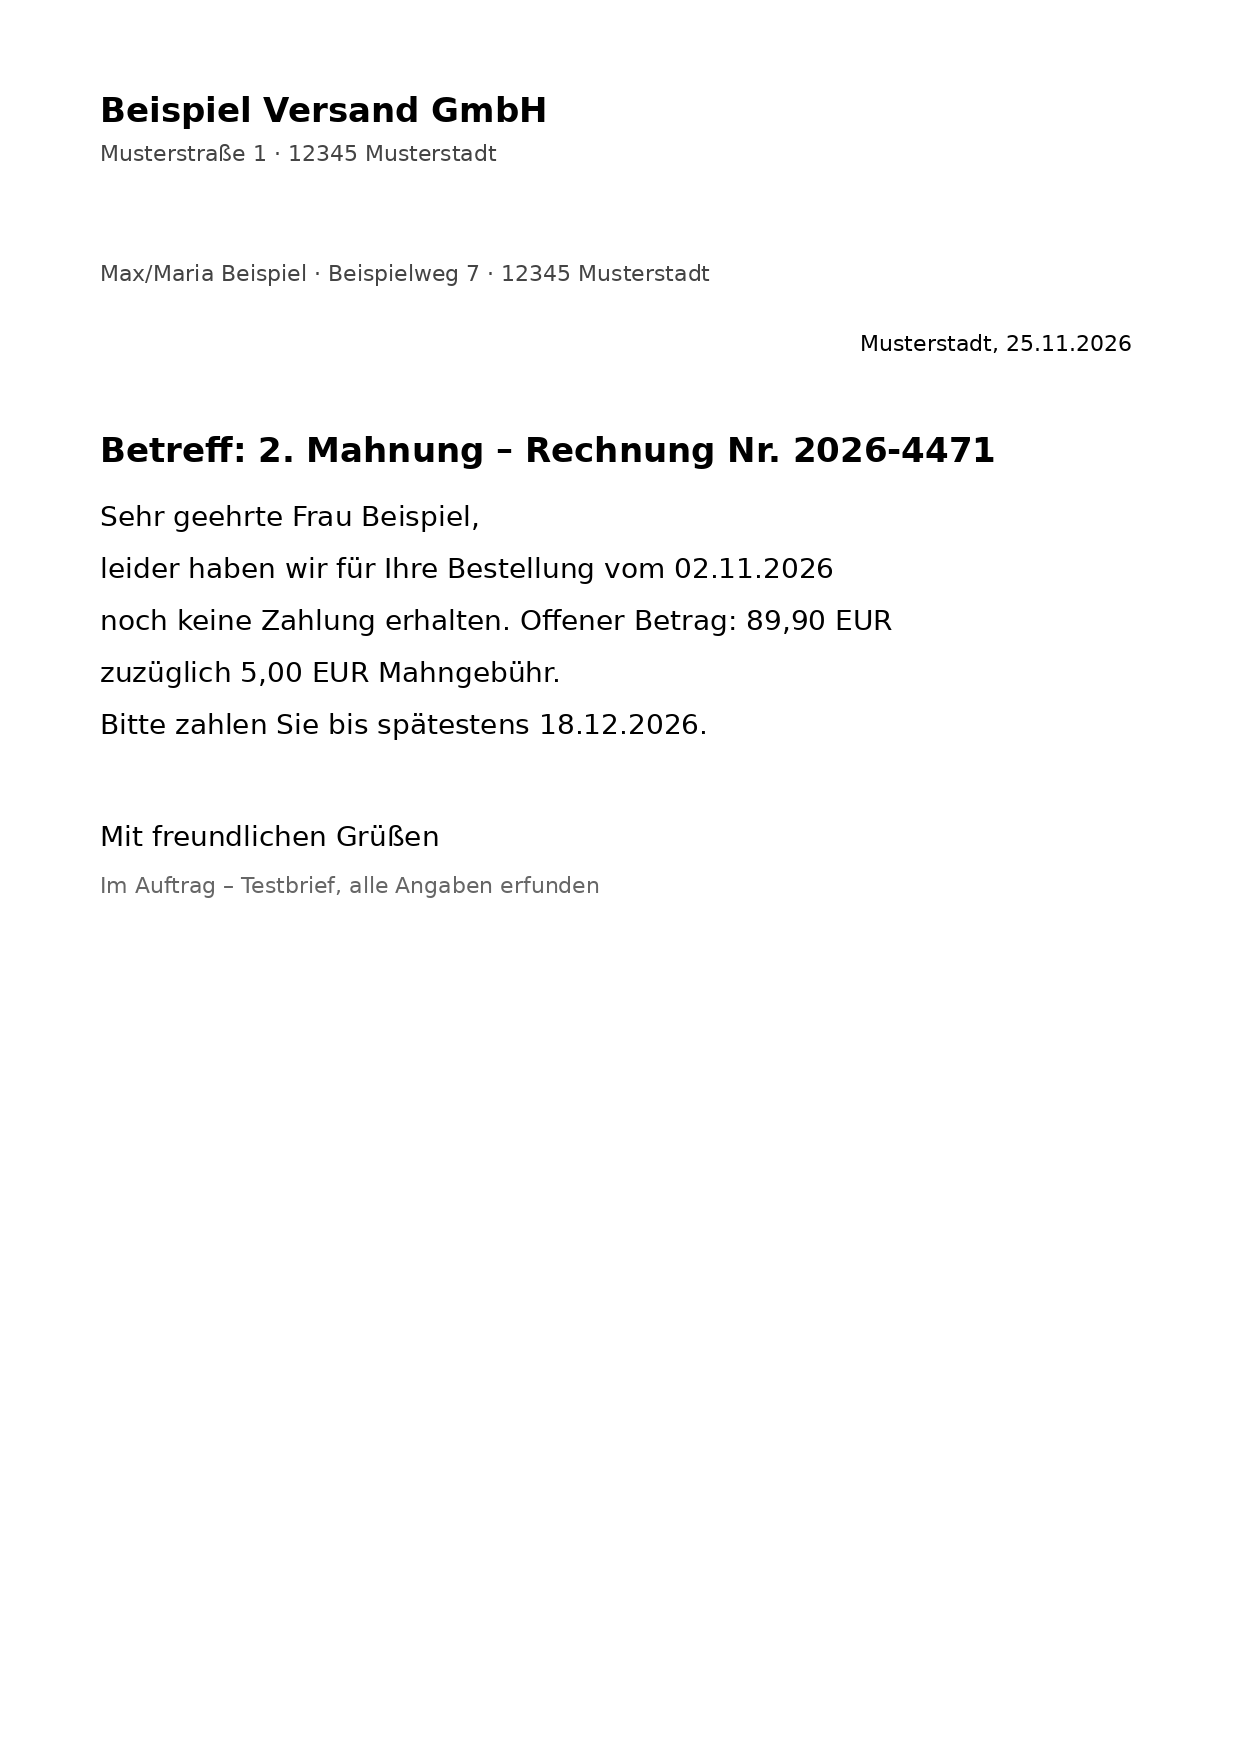 Beispiel Versand GmbH
Musterstraße 1 · 12345 Musterstadt
Max/Maria Beispiel · Beispielweg 7 · 12345 Musterstadt
Musterstadt, 25.11.2026
Betreff: 2. Mahnung – Rechnung Nr. 2026-4471
Sehr geehrte Frau Beispiel,
leider haben wir für Ihre Bestellung vom 02.11.2026
noch keine Zahlung erhalten. Offener Betrag: 89,90 EUR
zuzüglich 5,00 EUR Mahngebühr.
Bitte zahlen Sie bis spätestens 18.12.2026.
Mit freundlichen Grüßen
Im Auftrag – Testbrief, alle Angaben erfunden